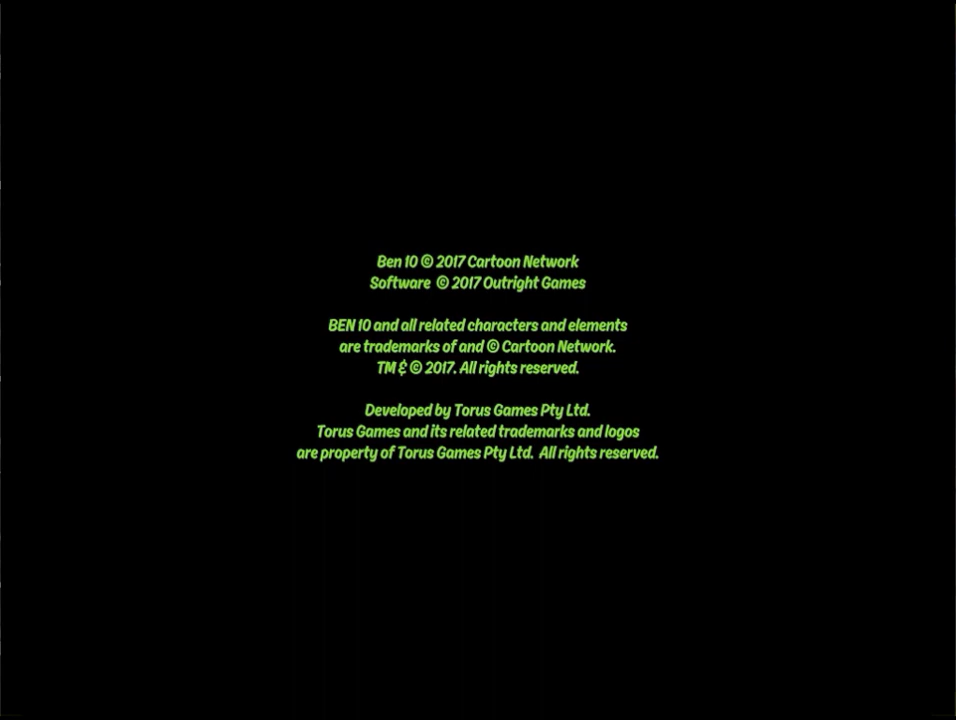 Ben 10 © 2017 Cartoon Network
Software © 2017 Outright Games
BEN 10 and all related characters and elements
are trademarks of and © Cartoon Network.
TM & © 2017. All rights reserved.
Developed by Torus Games Pty Ltd.
Torus Games and its related trademarks and logos
are property of Torus Games Pty Ltd. All rights reserved.